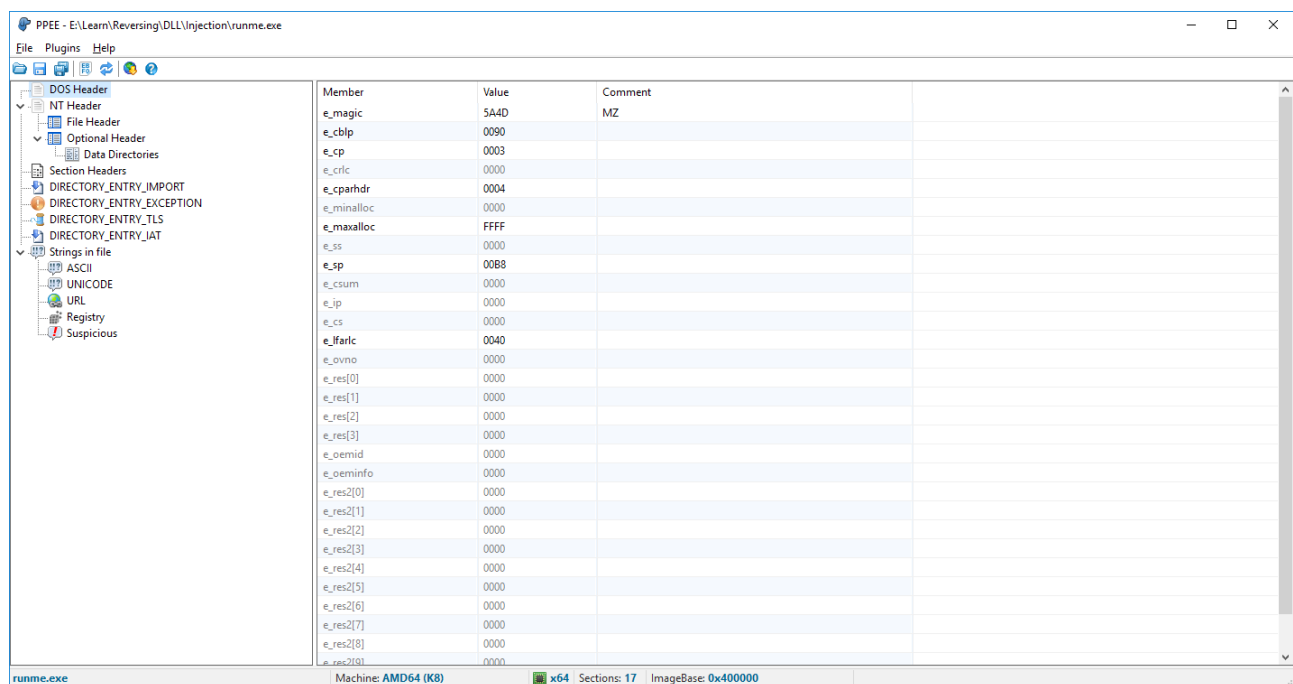 PPEE - E:\Learn\Reversing\DLL\Injection\runme.exe
File Plugins Help
DOS Header
NT Header
File Header
Optional Header
Data Directories
Section Headers
DIRECTORY_ENTRY_IMPORT
DIRECTORY_ENTRY_EXCEPTION
DIRECTORY_ENTRY_TLS
DIRECTORY_ENTRY_IAT
Strings in file
ASCII
UNICODE
URL
Registry
Suspicious
Member Value Comment
e_magic 5A4D MZ
e_cblp 0090
e_cp 0003
e_crlc 0000
e_cparhdr 0004
e_minalloc 0000
e_maxalloc FFFF
e_ss 0000
e_sp 00B8
e_csum 0000
e_ip 0000
e_cs 0000
e_lfarlc 0040
e_ovno 0000
e_res[0] 0000
e_res[1] 0000
e_res[2] 0000
e_res[3] 0000
e_oemid 0000
e_oeminfo 0000
e_res2[0] 0000
e_res2[1] 0000
e_res2[2] 0000
e_res2[3] 0000
e_res2[4] 0000
e_res2[5] 0000
e_res2[6] 0000
e_res2[7] 0000
e_res2[8] 0000
e_res2[9] 0000
runme.exe Machine: AMD64 (K8) x64 Sections: 17 ImageBase: 0x400000